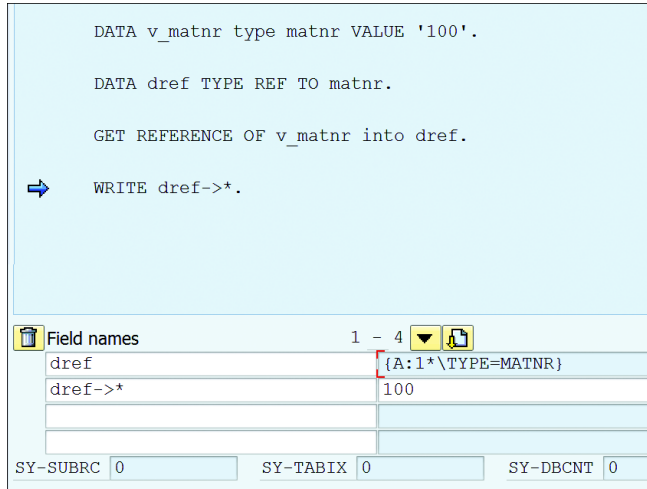 DATA v_matnr type matnr VALUE '100'.
DATA dref TYPE REF TO matnr.
GET REFERENCE OF v_matnr into dref.
WRITE dref->*.
Field names 1 - 4
dref {A:1*\TYPE=MATNR}
dref->* 100
SY-SUBRC 0 SY-TABIX 0 SY-DBCNT 0